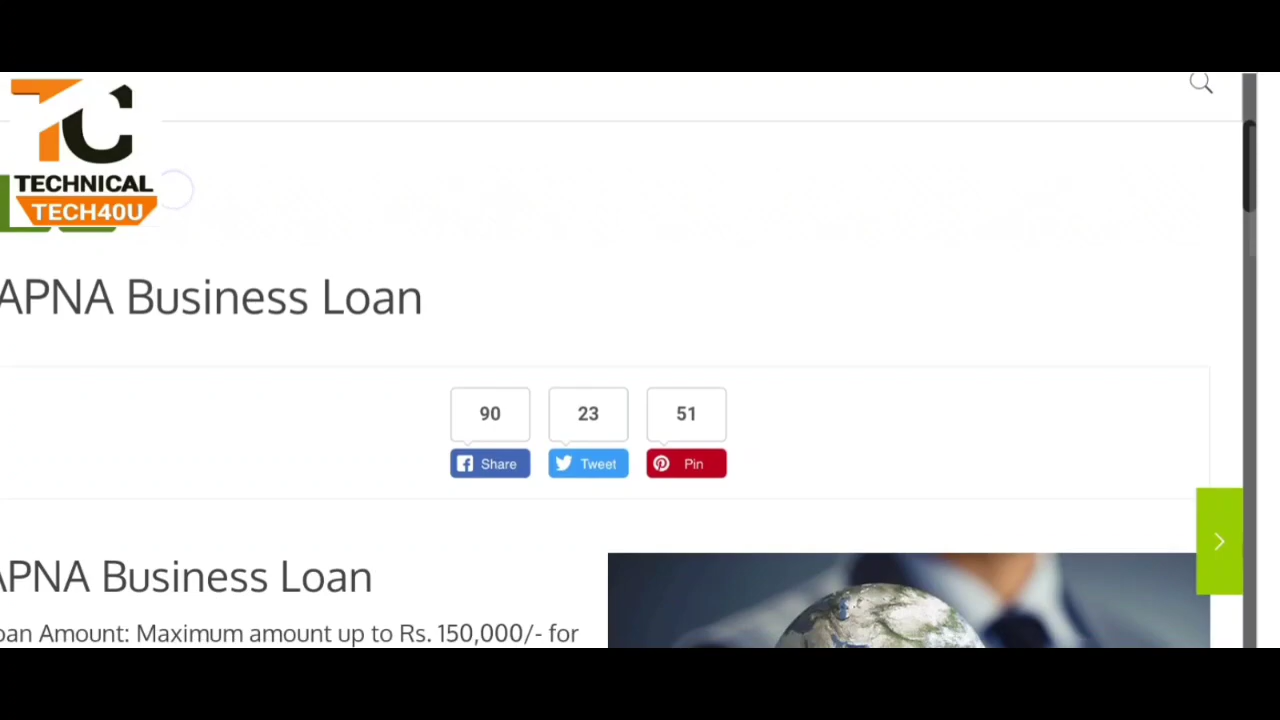 TC
TECHNICAL
TECH40U
APNA Business Loan
90 23 51
Share Tweet Pin
APNA Business Loan
oan Amount: Maximum amount up to Rs. 150,000/- for